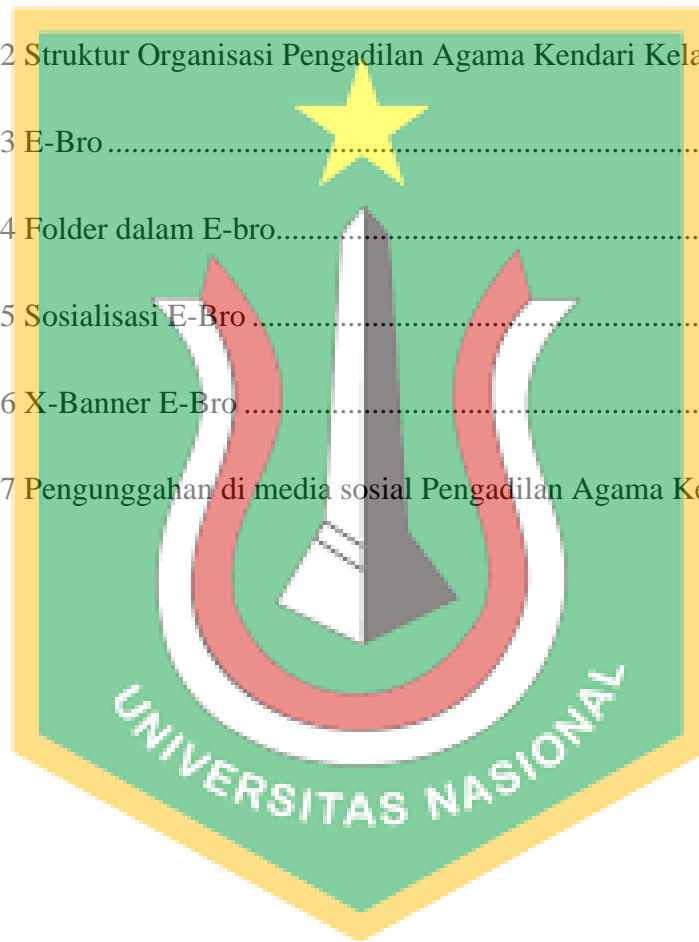 2 Struktur Organisasi Pengadilan Agama Kendari Kela
3 E-Bro.......................................................................
4 Folder dalam E-bro.................................................
5 Sosialisasi E-Bro ....................................................
6 X-Banner E-Bro .....................................................
7 Pengunggahan di media sosial Pengadilan Agama Ke
UNIVERSITAS NASIONAL